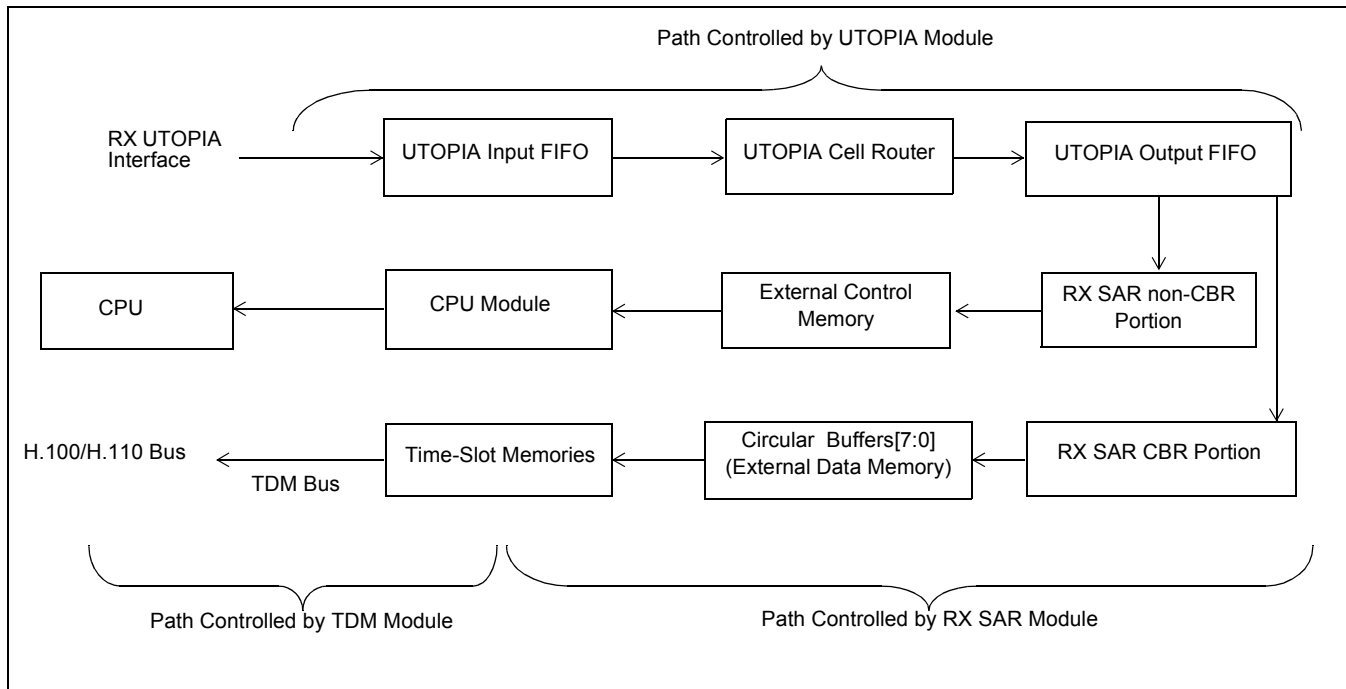 Path Controlled by UTOPIA Module
RX UTOPIA
Interface
UTOPIA Input FIFO
UTOPIA Cell Router
UTOPIA Output FIFO
CPU
CPU Module
External Control
Memory
RX SAR non-CBR
Portion
H.100/H.110 Bus
TDM Bus
Time-Slot Memories
Circular Buffers[7:0]
(External Data Memory)
RX SAR CBR Portion
Path Controlled by TDM Module
Path Controlled by RX SAR Module